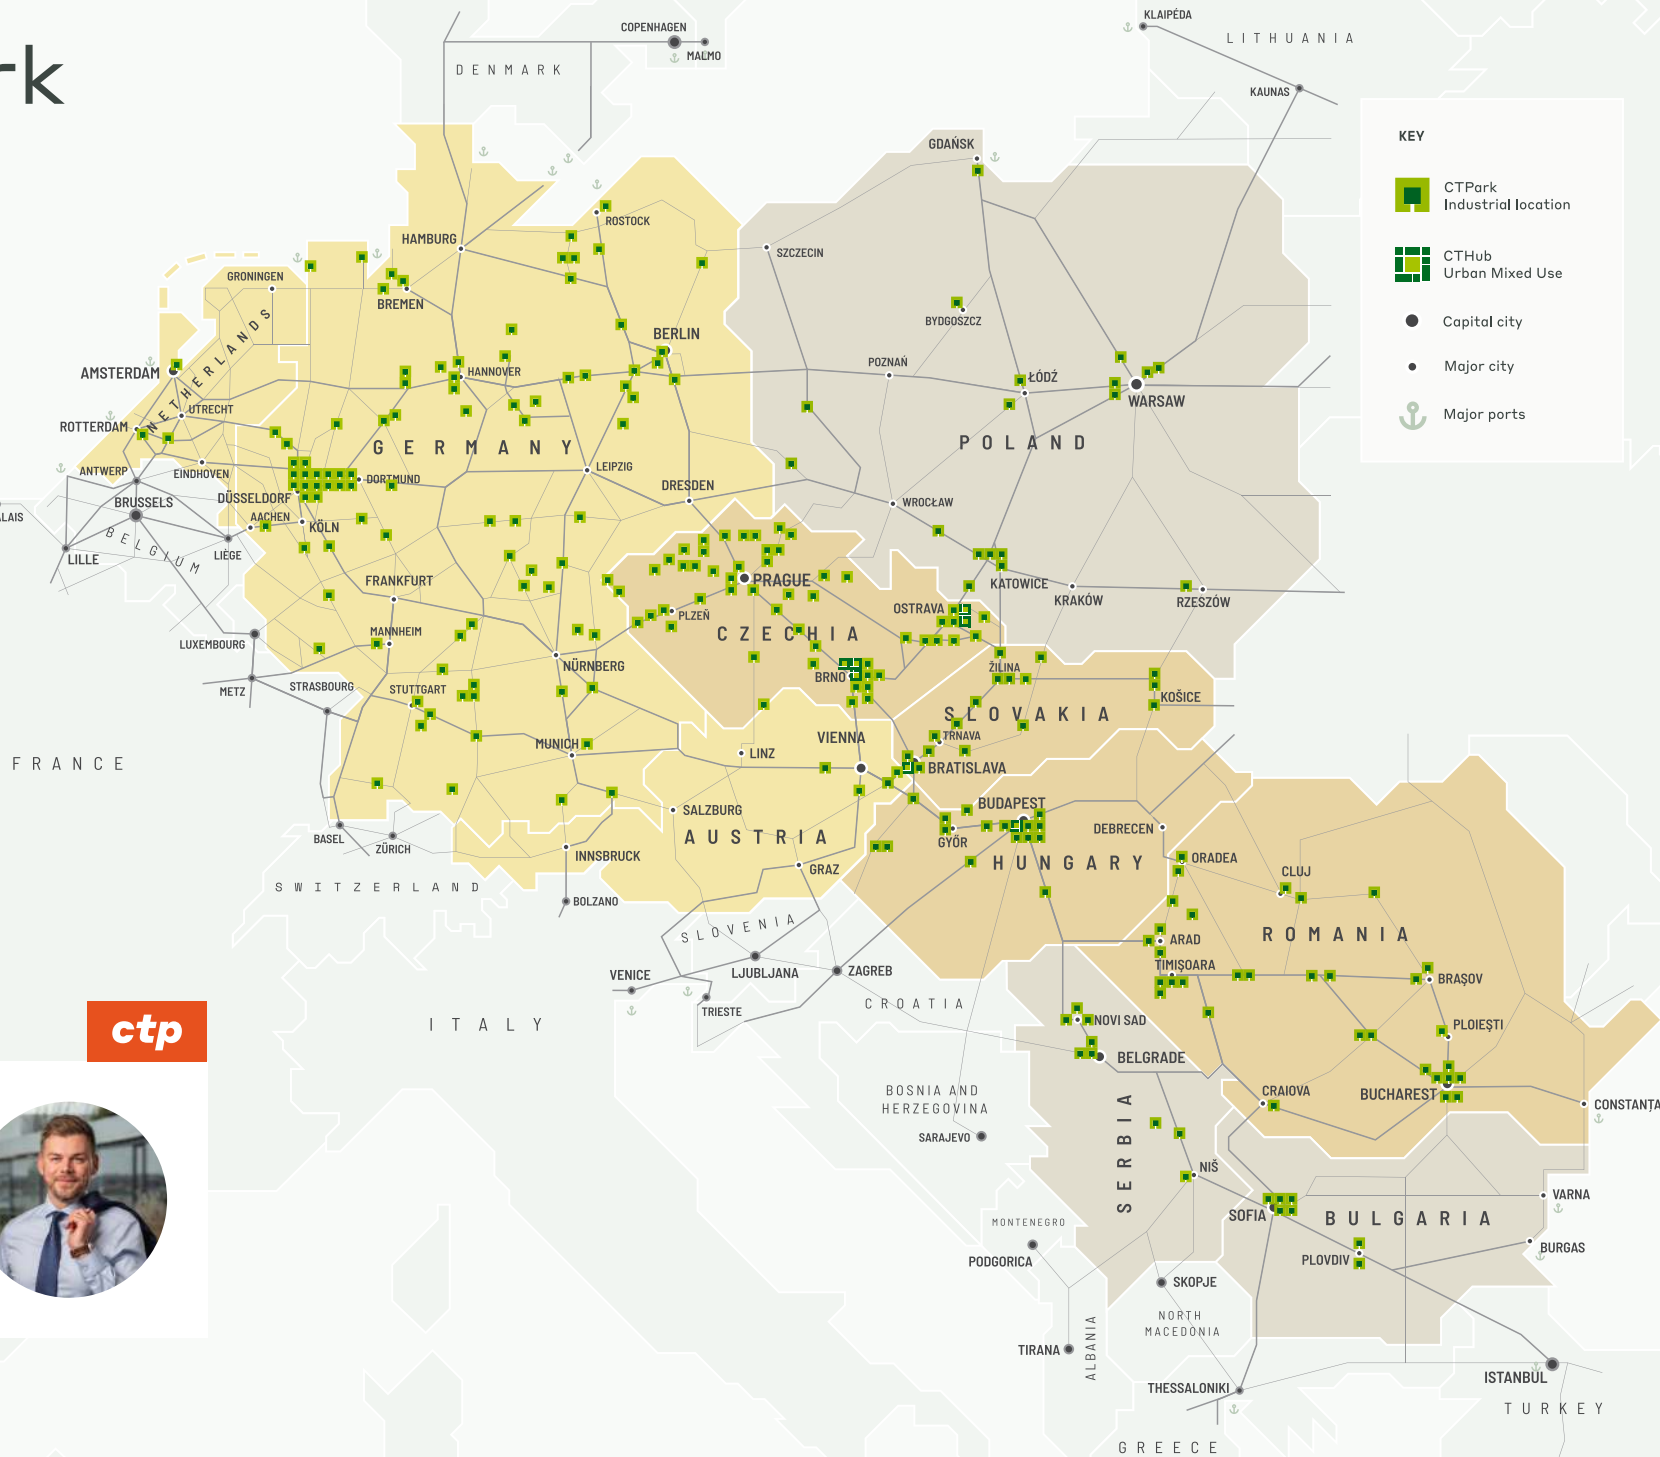 rk
KLAIPĖDA
LITHUANIA
COPENHAGEN
MALMO
DENMARK
KAUNAS
KEY
CTPark
Industrial location
CTHub
Urban Mixed Use
Capital city
Major city
Major ports
GDAŃSK
ROSTOCK
HAMBURG
SZCZECIN
GRONINGEN
BREMEN
BYDGOSZCZ
BERLIN
NETHERLANDS
AMSTERDAM
HANNOVER
POZNAŃ
ŁÓDŹ
WARSAW
UTRECHT
ROTTERDAM
GERMANY
POLAND
ANTWERP
EINDHOVEN
DORTMUND
LEIPZIG
DRESDEN
BRUSSELS
DÜSSELDORF
WROCŁAW
LAIS
AACHEN
KÖLN
BELGIUM
LIÈGE
LILLE
FRANKFURT
PRAGUE
KATOWICE
KRAKÓW
RZESZÓW
OSTRAVA
PLZEŇ
CZECHIA
LUXEMBOURG
MANNHEIM
NÜRNBERG
ŽILINA
BRNO
METZ
STRASBOURG
STUTTGART
KOŠICE
SLOVAKIA
TRNAVA
VIENNA
MUNICH
LINZ
BRATISLAVA
FRANCE
BUDAPEST
SALZBURG
AUSTRIA
GYŐR
DEBRECEN
BASEL
ZÜRICH
INNSBRUCK
GRAZ
HUNGARY
ORADEA
CLUJ
SWITZERLAND
BOLZANO
SLOVENIA
ROMANIA
ARAD
TIMIȘOARA
BRAȘOV
VENICE
LJUBLJANA
ZAGREB
TRIESTE
CROATIA
NOVI SAD
PLOIEȘTI
ITALY
ctp
BELGRADE
BOSNIA AND
HERZEGOVINA
CRAIOVA
BUCHAREST
CONSTANȚA
SARAJEVO
SERBIA
NIŠ
VARNA
SOFIA
BULGARIA
MONTENEGRO
PODGORICA
PLOVDIV
BURGAS
SKOPJE
NORTH
MACEDONIA
TIRANA
ALBANIA
THESSALONIKI
ISTANBUL
TURKEY
GREECE